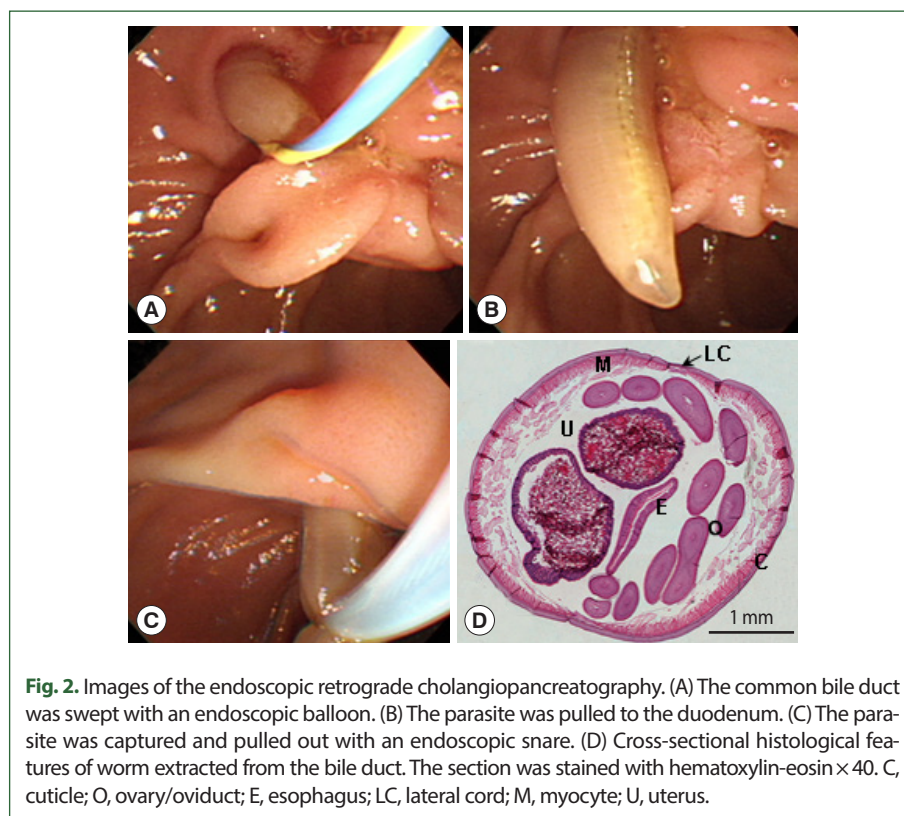 A
B
C
D
LC
M
U
E
O
C
1 mm
Fig. 2. Images of the endoscopic retrograde cholangiopancreatography. (A) The common bile duct
was swept with an endoscopic balloon. (B) The parasite was pulled to the duodenum. (C) The para-
site was captured and pulled out with an endoscopic snare. (D) Cross-sectional histological fea-
tures of worm extracted from the bile duct. The section was stained with hematoxylin-eosin × 40. C,
cuticle; O, ovary/oviduct; E, esophagus; LC, lateral cord; M, myocyte; U, uterus.